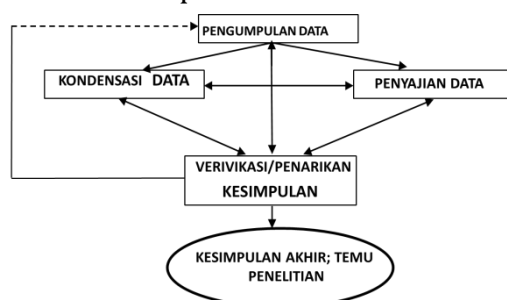 PENGUMPULAN DATA
KONDENSASI DATA
PENYAJIAN DATA
VERIVIKASI/PENARIKAN
KESIMPULAN
KESIMPULAN AKHIR; TEMU
PENELITIAN